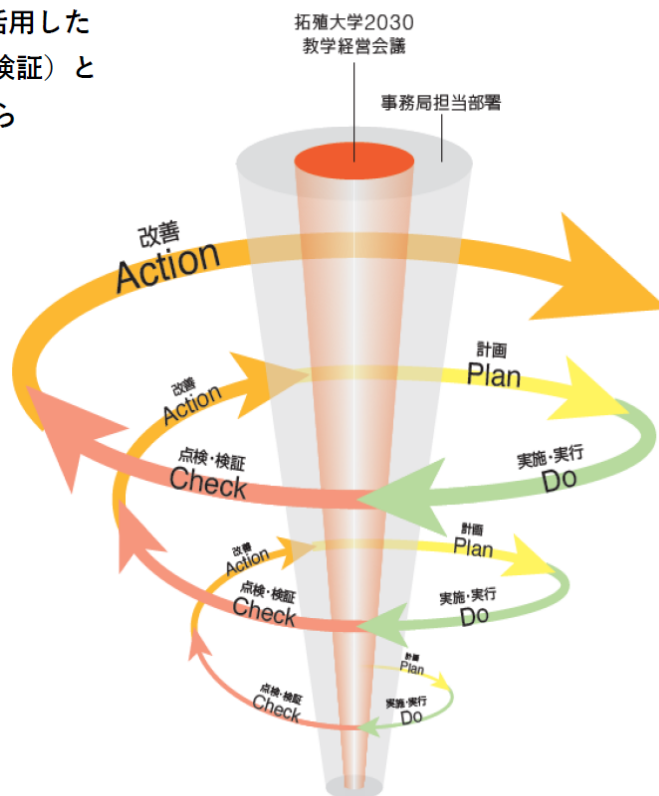 活用した
検証）と
ら
拓殖大学2030
教学経営会議
事務局担当部署
改善
Action
計画
Plan
改善
Action
点検・検証
Check
実施・実行
Do
計画
Plan
改善
Action
点検・検証
Check
実施・実行
Do
計画
Plan
点検・検証
Check
実施・実行
Do